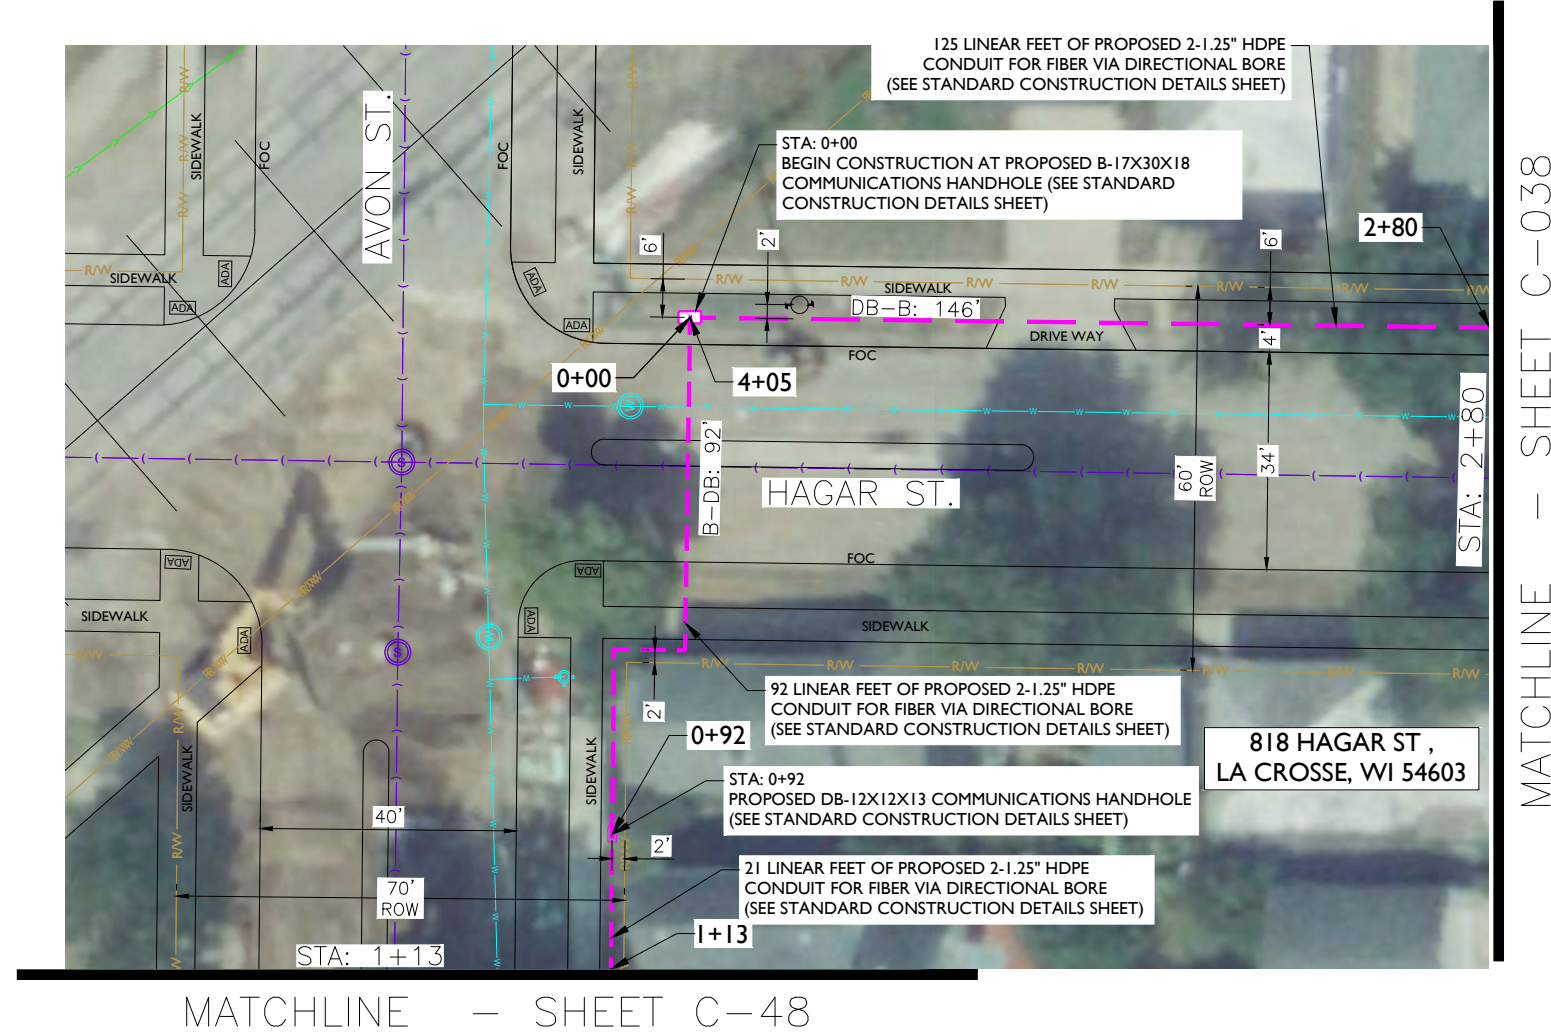 125 LINEAR FEET OF PROPOSED 2-1.25" HDPE
CONDUIT FOR FIBER VIA DIRECTIONAL BORE
(SEE STANDARD CONSTRUCTION DETAILS SHEET)
STA: 0+00
BEGIN CONSTRUCTION AT PROPOSED B-17X30X18
COMMUNICATIONS HANDHOLE (SEE STANDARD
CONSTRUCTION DETAILS SHEET)
2+80
R/W
SIDEWALK
FOC
AVON ST.
FOC
SIDEWALK
R/W
R/W
R/W
R/W
SIDEWALK
ADA
ADA
ADA
ADA
6'
2'
6'
R/W
R/W
R/W
R/W
R/W
R/W
R/W
SIDEWALK
DB-B: 146'
DRIVE WAY
4'
FOC
0+00
4+05
W
S
B-DB: 92'
HAGAR ST.
60'
ROW
34'
STA: 2+80
FOC
ADA
ADA
ADA
ADA
SIDEWALK
SIDEWALK
W
S
R/W
R/W
R/W
R/W
R/W
R/W
R/W
2'
92 LINEAR FEET OF PROPOSED 2-1.25" HDPE
CONDUIT FOR FIBER VIA DIRECTIONAL BORE
(SEE STANDARD CONSTRUCTION DETAILS SHEET)
0+92
818 HAGAR ST ,
LA CROSSE, WI 54603
SIDEWALK
SIDEWALK
STA: 0+92
PROPOSED DB-12X12X13 COMMUNICATIONS HANDHOLE
(SEE STANDARD CONSTRUCTION DETAILS SHEET)
40'
R/W
2'
21 LINEAR FEET OF PROPOSED 2-1.25" HDPE
CONDUIT FOR FIBER VIA DIRECTIONAL BORE
(SEE STANDARD CONSTRUCTION DETAILS SHEET)
70'
ROW
1+13
STA: 1+13
MATCHLINE - SHEET C-48
MATCHLINE - SHEET C-038